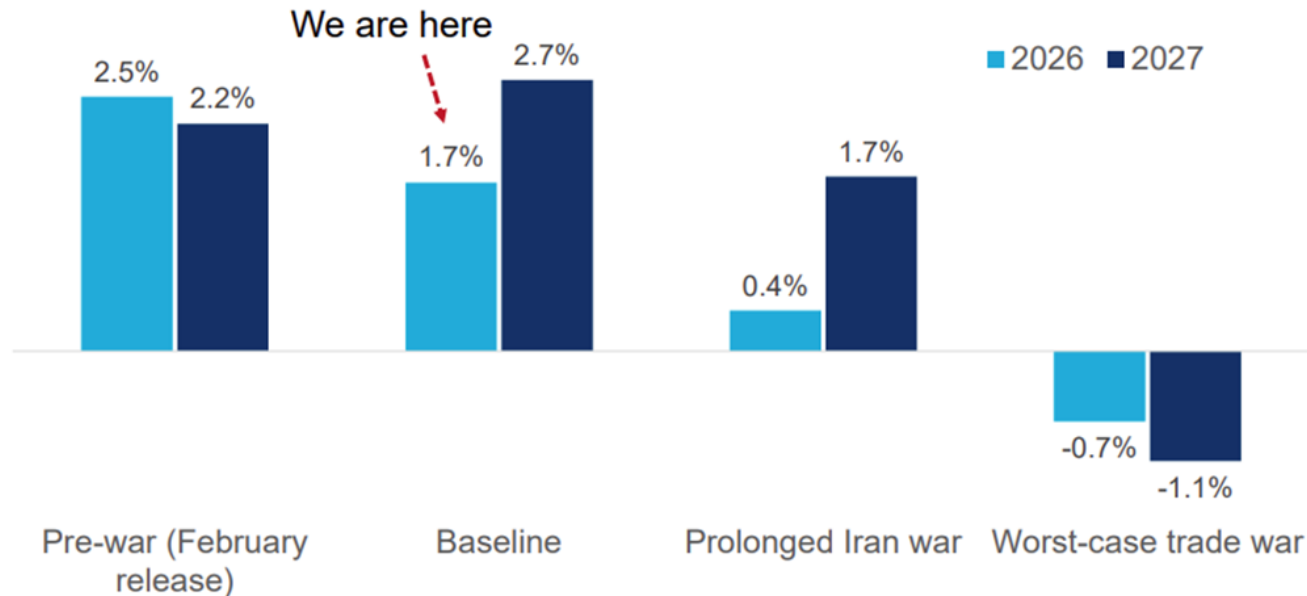 We are here
2026 2027
2.5%
2.2%
1.7%
2.7%
0.4%
1.7%
-0.7%
-1.1%
Pre-war (February
release)
Baseline
Prolonged Iran war
Worst-case trade war